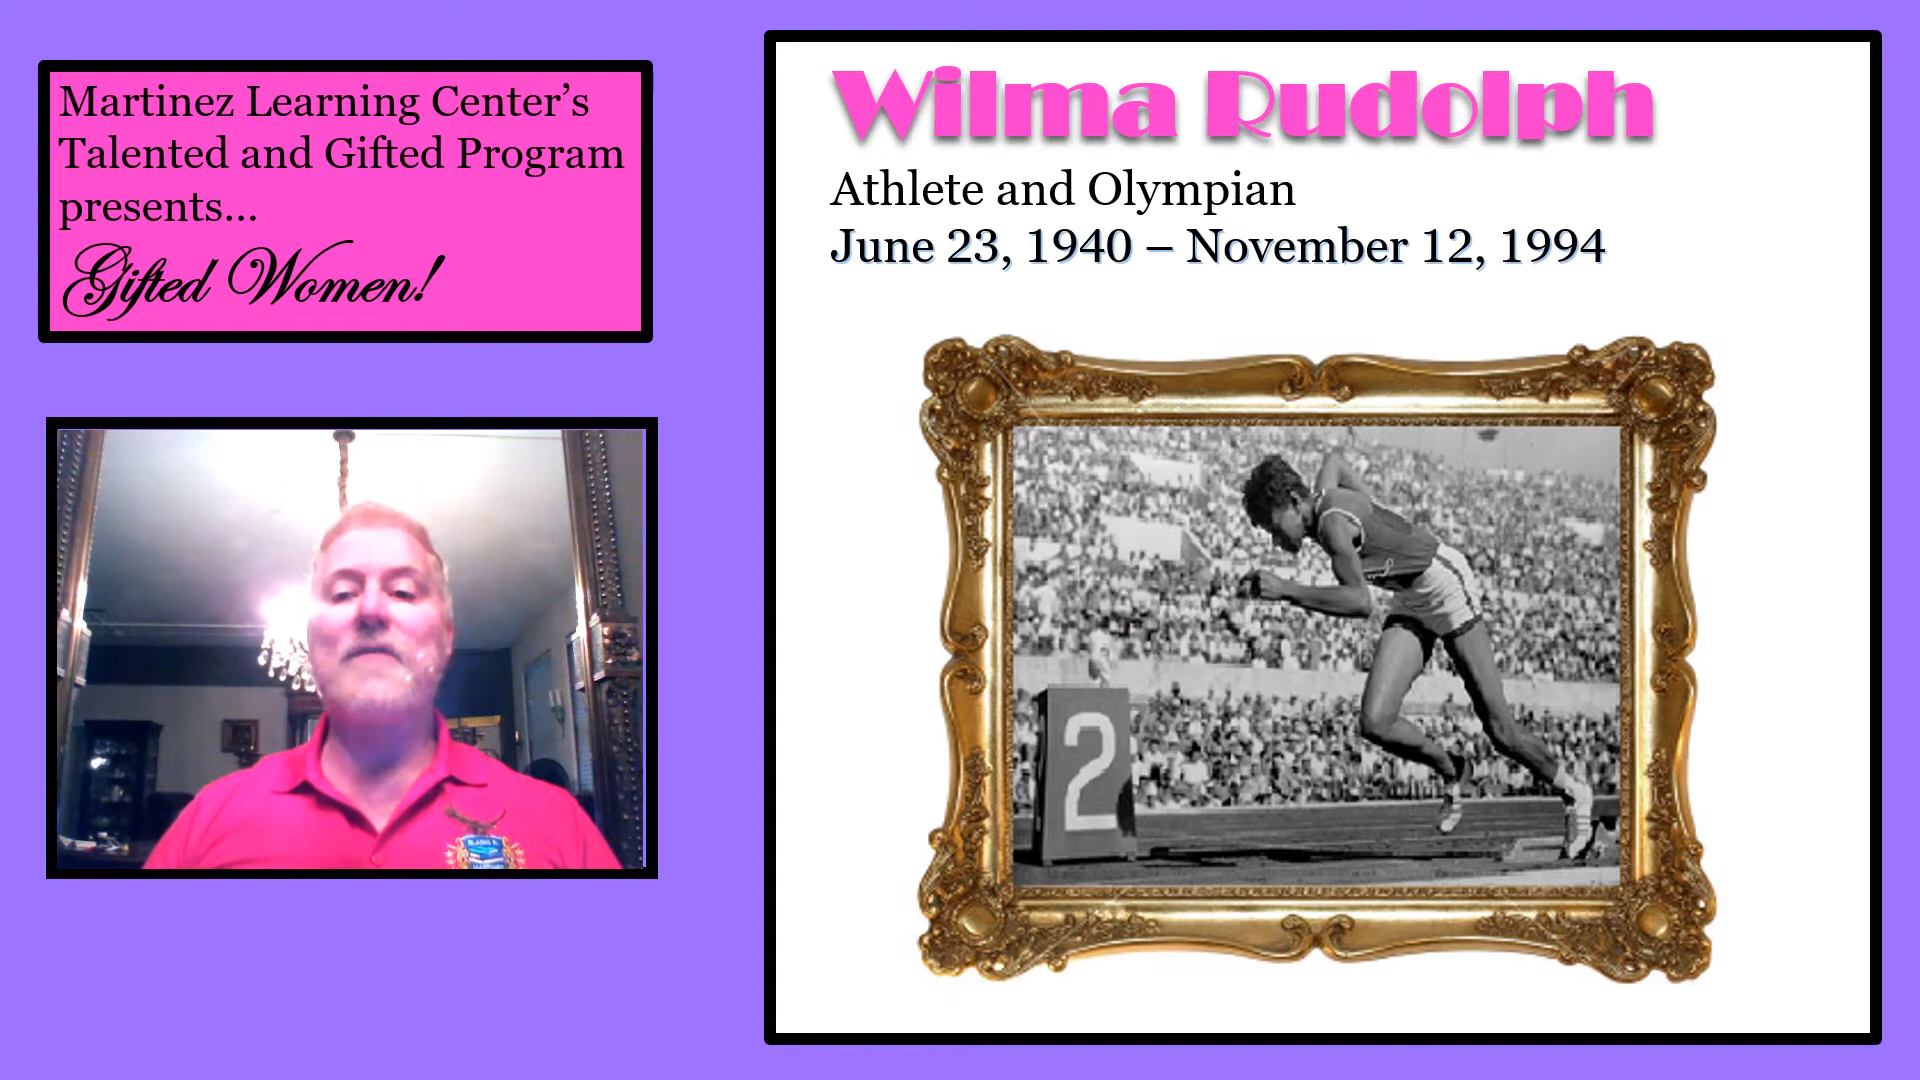 Martinez Learning Center’s
Talented and Gifted Program
presents...
Gifted Women!
Wilma Rudolph
Athlete and Olympian
June 23, 1940 – November 12, 1994
2